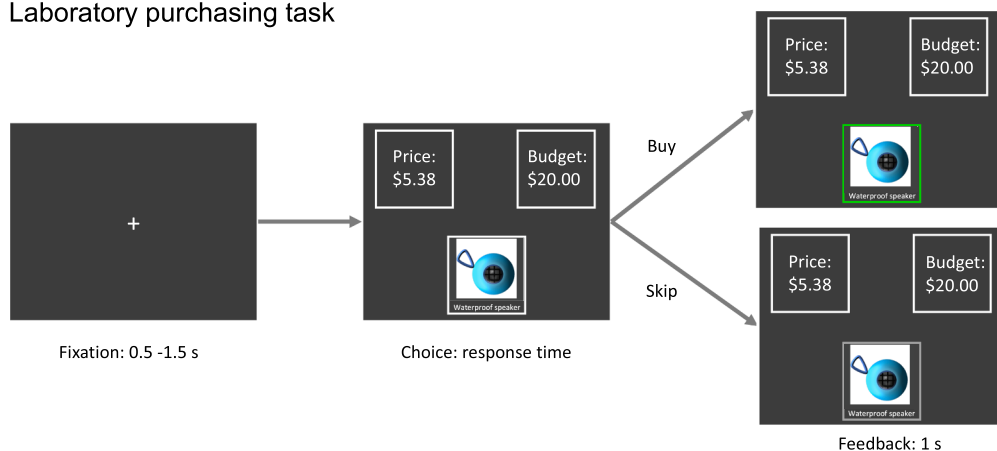 Laboratory purchasing task
+
Fixation: 0.5 -1.5 s
Price:
$5.38
Budget:
$20.00
Waterproof speaker
Choice: response time
Buy
Skip
Price:
$5.38
Budget:
$20.00
Waterproof speaker
Price:
$5.38
Budget:
$20.00
Waterproof speaker
Feedback: 1 s